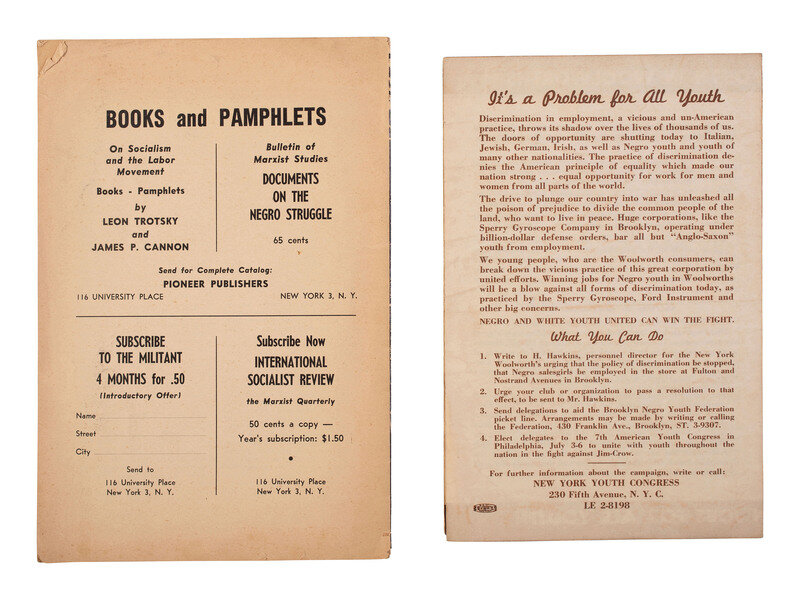 BOOKS and PAMPHLETS
On Socialism
and the Labor
Movement
Books - Pamphlets
by
LEON TROTSKY
and
JAMES P. CANNON
Bulletin of
Marxist Studies
DOCUMENTS
ON THE
NEGRO STRUGGLE
65 cents
Send for Complete Catalog:
PIONEER PUBLISHERS
116 UNIVERSITY PLACE NEW YORK 3, N. Y.
SUBSCRIBE
TO THE MILITANT
4 MONTHS for .50
(Introductory Offer)
Name
Street
City
Send to
116 University Place
New York 3, N. Y.
Subscribe Now
INTERNATIONAL
SOCIALIST REVIEW
the Marxist Quarterly
50 cents a copy —
Year's subscription: $1.50
116 University Place
New York 3, N. Y.
It's a Problem for All Youth
Discrimination in employment, a vicious and un-American
practice, throws its shadow over the lives of thousands of us.
The doors of opportunity are shutting today to Italian,
Jewish, German, Irish, as well as Negro youth and youth of
many other nationalities. The practice of discrimination de-
nies the American principle of equality which made our
nation strong . . . equal opportunity for work for men and
women from all parts of the world.
The drive to plunge our country into war has unleashed all
the poison of prejudice to divide the common people of the
land, who want to live in peace. Huge corporations, like the
Sperry Gyroscope Company in Brooklyn, operating under
billion-dollar defense orders, bar all but "Anglo-Saxon"
youth from employment.
We young people, who are the Woolworth consumers, can
break down the vicious practice of this great corporation by
united efforts. Winning jobs for Negro youth in Woolworths
will be a blow against all forms of discrimination today, as
practiced by the Sperry Gyroscope, Ford Instrument and
other big concerns.
NEGRO AND WHITE YOUTH UNITED CAN WIN THE FIGHT.
What You Can Do
1. Write to H. Hawkins, personnel director for the New York
Woolworth's urging that the policy of discrimination be stopped,
that Negro salesgirls be employed in the store at Fulton and
Nostrand Avenues in Brooklyn.
2. Urge your club or organization to pass a resolution to that
effect, to be sent to Mr. Hawkins.
3. Send delegations to aid the Brooklyn Negro Youth Federation
picket line. Arrangements may be made by writing or calling
the Federation, 430 Franklin Ave., Brooklyn, ST. 3-9307.
4. Elect delegates to the 7th American Youth Congress in
Philadelphia, July 3-6 to unite with youth throughout the
nation in the fight against Jim-Crow.
For further information about the campaign, write or call:
NEW YORK YOUTH CONGRESS
230 Fifth Avenue, N. Y. C.
LE 2-8198